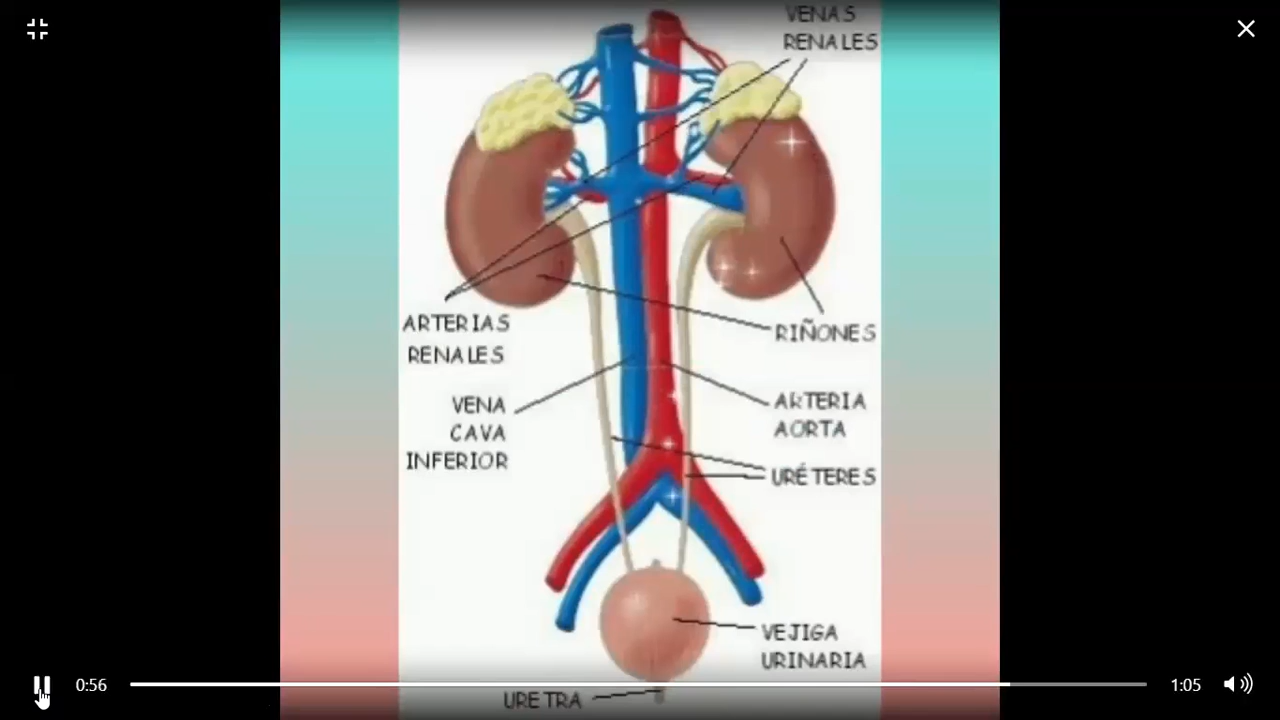 VENAS
RENALES
ARTERIAS
RENALES
RIÑONES
VENA
CAVA
INFERIOR
ARTERIA
AORTA
URÉTERES
VEJIGA
URINARIA
URETRA
0:56
1:05